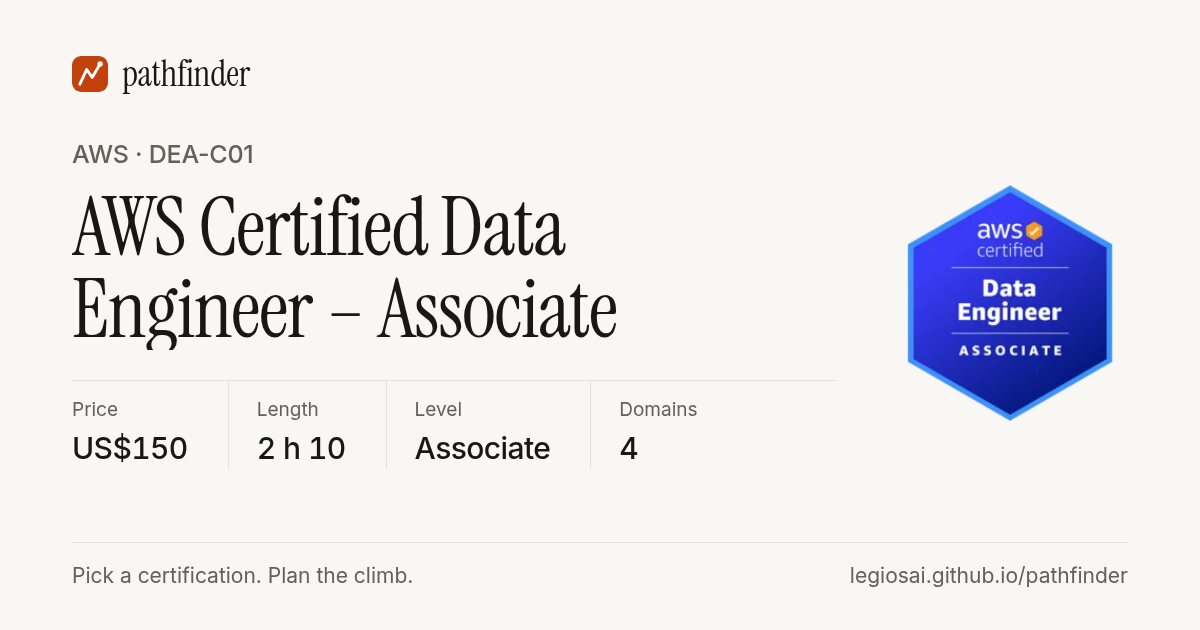 pathfinder
AWS · DEA-C01
AWS Certified Data
Engineer – Associate
aws
certified
Data
Engineer
ASSOCIATE
Price
US$150
Length
2 h 10
Level
Associate
Domains
4
Pick a certification. Plan the climb.
legiosai.github.io/pathfinder